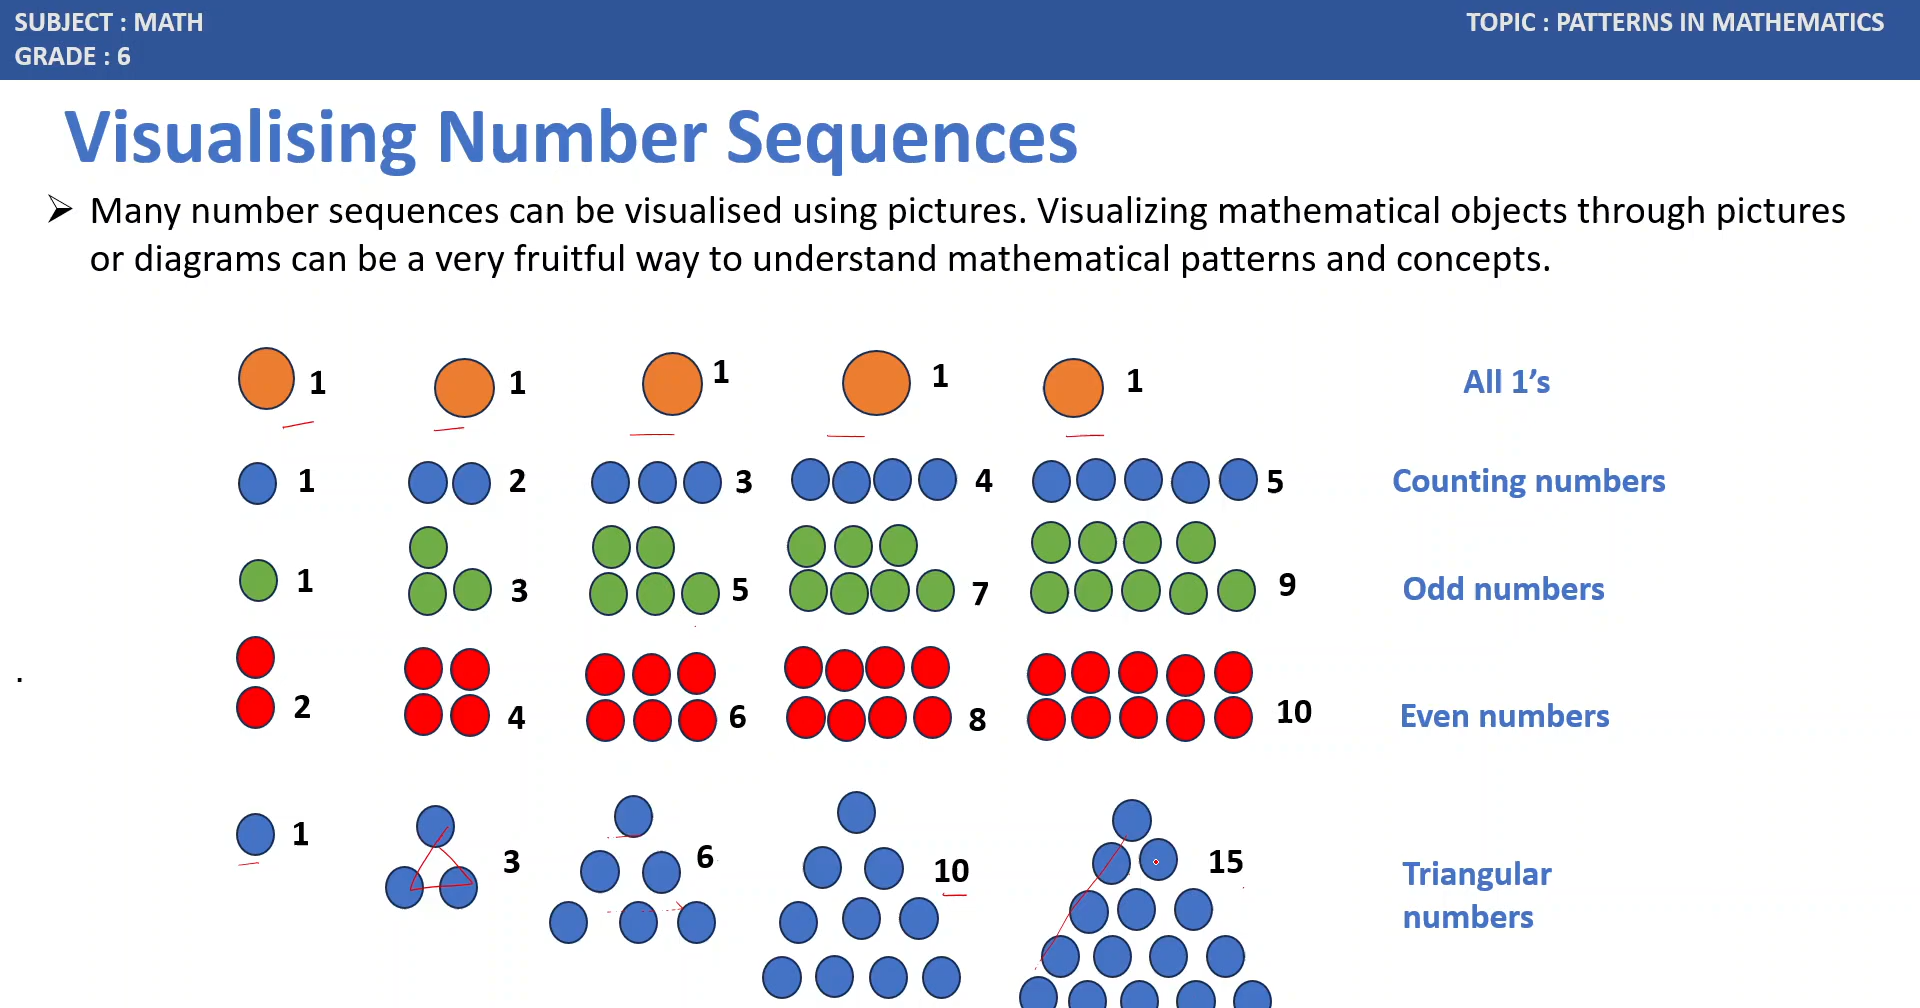 SUBJECT : MATH
TOPIC : PATTERNS IN MATHEMATICS
GRADE : 6
Visualising Number Sequences
➢ Many number sequences can be visualised using pictures. Visualizing mathematical objects through pictures
or diagrams can be a very fruitful way to understand mathematical patterns and concepts.
1 1 1 1 1 All 1’s
1 2 3 4 5 Counting numbers
1 3 5 7 9 Odd numbers
2 4 6 8 10 Even numbers
.
1 3 6 10 15 Triangular
numbers